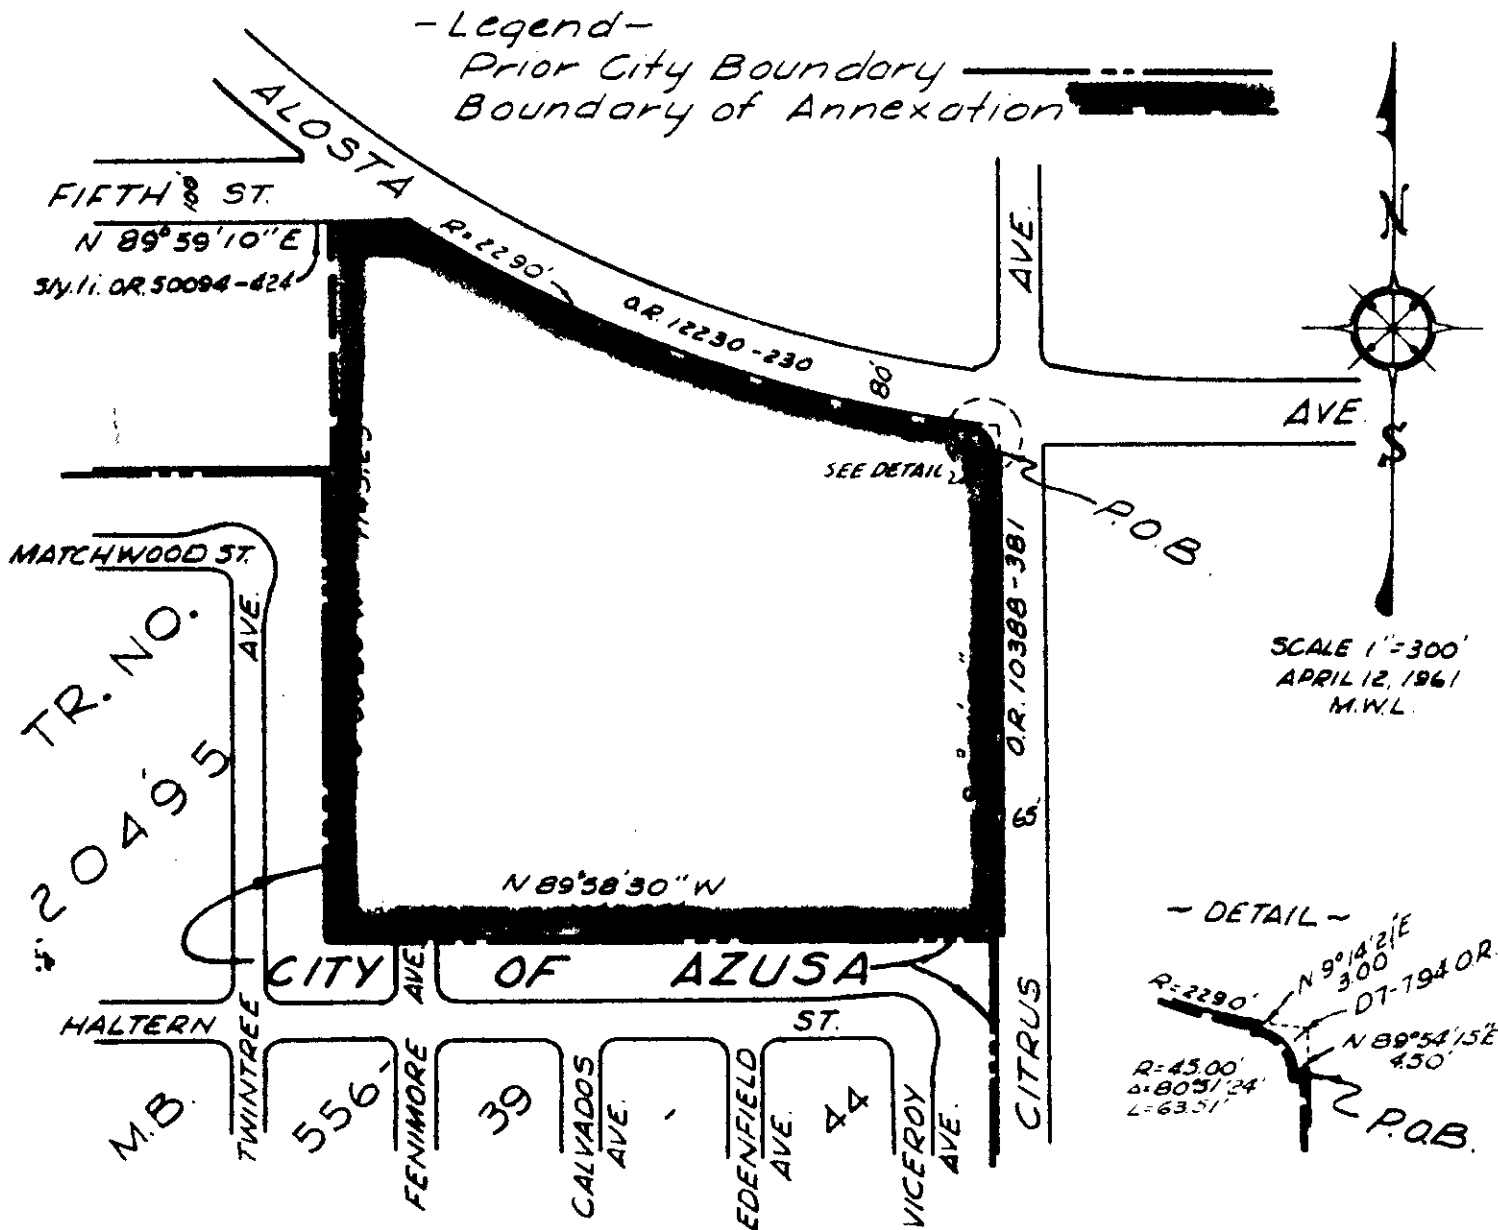 -Legend-
Prior City Boundary
Boundary of Annexation
ALOSTA
FIFTH 100' ST.
N 89°59'10"E
S'ly. li. O.R. 50094-424
R=2290'
O.R. 12230-230
80'
AVE.
AVE.
N
S
SEE DETAIL
P.O.B.
O.R. 10388-381
65'
MATCHWOOD ST.
AVE.
TR. NO.
20495
SCALE 1"=300'
APRIL 12, 1961
M.W.L.
N 89°58'30"W
CITY OF AZUSA
HALTERN ST.
TWINTREE
FENIMORE AVE.
CALVADOS AVE.
EDENFIELD AVE.
VICEROY AVE.
CITRUS
M.B. 556-39-44
~ DETAIL ~
R=2290'
N 9°14'21"E
3.00'
D7-794 O.R.
N 89°54'15"E
4.50'
R=45.00'
Δ=80°51'24"
L=63.51'
P.O.B.